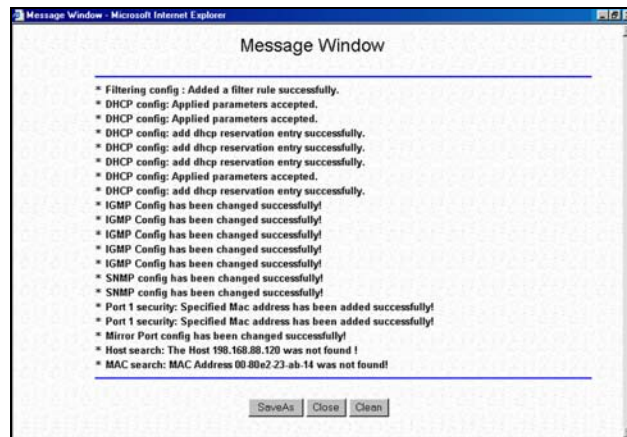 Message Window - Microsoft Internet Explorer
Message Window
* Filtering config : Added a filter rule successfully.
* DHCP config: Applied parameters accepted.
* DHCP config: Applied parameters accepted.
* DHCP config: add dhcp reservation entry successfully.
* DHCP config: add dhcp reservation entry successfully.
* DHCP config: add dhcp reservation entry successfully.
* DHCP config: Applied parameters accepted.
* DHCP config: add dhcp reservation entry successfully.
* IGMP Config has been changed successfully!
* IGMP Config has been changed successfully!
* IGMP Config has been changed successfully!
* IGMP Config has been changed successfully!
* IGMP Config has been changed successfully!
* SNMP config has been changed successfully!
* SNMP config has been changed successfully!
* Port 1 security: Specified Mac address has been added successfully!
* Port 1 security: Specified Mac address has been added successfully!
* Mirror Port config has been changed successfully!
* Host search: The Host 198.168.88.120 was not found !
* MAC search: MAC Address 00-80e2-23-ab-14 was not found!
SaveAs Close Clean